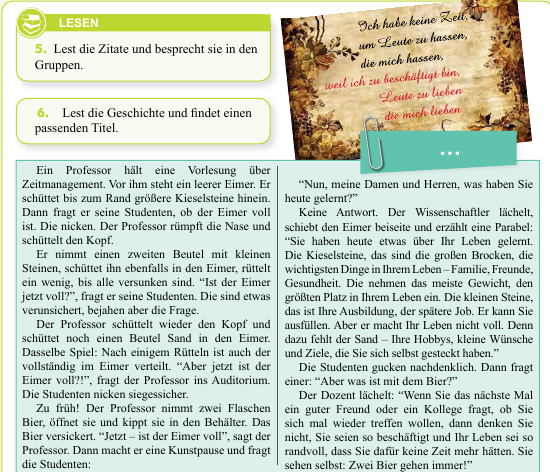 LESEN
5. Lest die Zitate und besprecht sie in den
Gruppen.
6. Lest die Geschichte und findet einen
passenden Titel.
Ich habe keine Zeit,
um Leute zu hassen,
die mich hassen,
weil ich zu beschäftigt bin,
Leute zu lieben
die mich lieben.
...
Ein Professor hält eine Vorlesung über
Zeitmanagement. Vor ihm steht ein leerer Eimer. Er
schüttet bis zum Rand größere Kieselsteine hinein.
Dann fragt er seine Studenten, ob der Eimer voll
ist. Die nicken. Der Professor rümpft die Nase und
schüttelt den Kopf.
Er nimmt einen zweiten Beutel mit kleinen
Steinen, schüttet ihn ebenfalls in den Eimer, rüttelt
ein wenig, bis alle versunken sind. “Ist der Eimer
jetzt voll?”, fragt er seine Studenten. Die sind etwas
verunsichert, bejahen aber die Frage.
Der Professor schüttelt wieder den Kopf und
schüttet noch einen Beutel Sand in den Eimer.
Dasselbe Spiel: Nach einigem Rütteln ist auch der
vollständig im Eimer verteilt. “Aber jetzt ist der
Eimer voll?!”, fragt der Professor ins Auditorium.
Die Studenten nicken siegessicher.
Zu früh! Der Professor nimmt zwei Flaschen
Bier, öffnet sie und kippt sie in den Behälter. Das
Bier versickert. “Jetzt – ist der Eimer voll”, sagt der
Professor. Dann macht er eine Kunstpause und fragt
die Studenten:
“Nun, meine Damen und Herren, was haben Sie
heute gelernt?”
Keine Antwort. Der Wissenschaftler lächelt,
schiebt den Eimer beiseite und erzählt eine Parabel:
“Sie haben heute etwas über Ihr Leben gelernt.
Die Kieselsteine, das sind die großen Brocken, die
wichtigsten Dinge in Ihrem Leben – Familie, Freunde,
Gesundheit. Die nehmen das meiste Gewicht, den
größten Platz in Ihrem Leben ein. Die kleinen Steine,
das ist Ihre Ausbildung, der spätere Job. Er kann Sie
ausfüllen. Aber er macht Ihr Leben nicht voll. Denn
dazu fehlt der Sand – Ihre Hobbys, kleine Wünsche
und Ziele, die Sie sich selbst gesteckt haben.”
Die Studenten gucken nachdenklich. Dann fragt
einer: “Aber was ist mit dem Bier?”
Der Dozent lächelt: “Wenn Sie das nächste Mal
ein guter Freund oder ein Kollege fragt, ob Sie
sich mal wieder treffen wollen, dann denken Sie
nicht, Sie seien so beschäftigt und Ihr Leben sei so
randvoll, dass Sie dafür keine Zeit mehr hätten. Sie
sehen selbst: Zwei Bier gehen immer!”